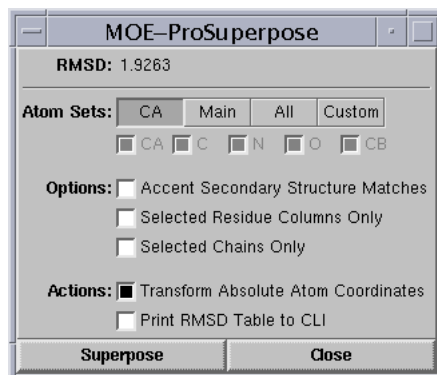 MOE–ProSuperpose
RMSD: 1.9263
Atom Sets: CA Main All Custom
CA C N O CB
Options: Accent Secondary Structure Matches
Selected Residue Columns Only
Selected Chains Only
Actions: Transform Absolute Atom Coordinates
Print RMSD Table to CLI
Superpose Close